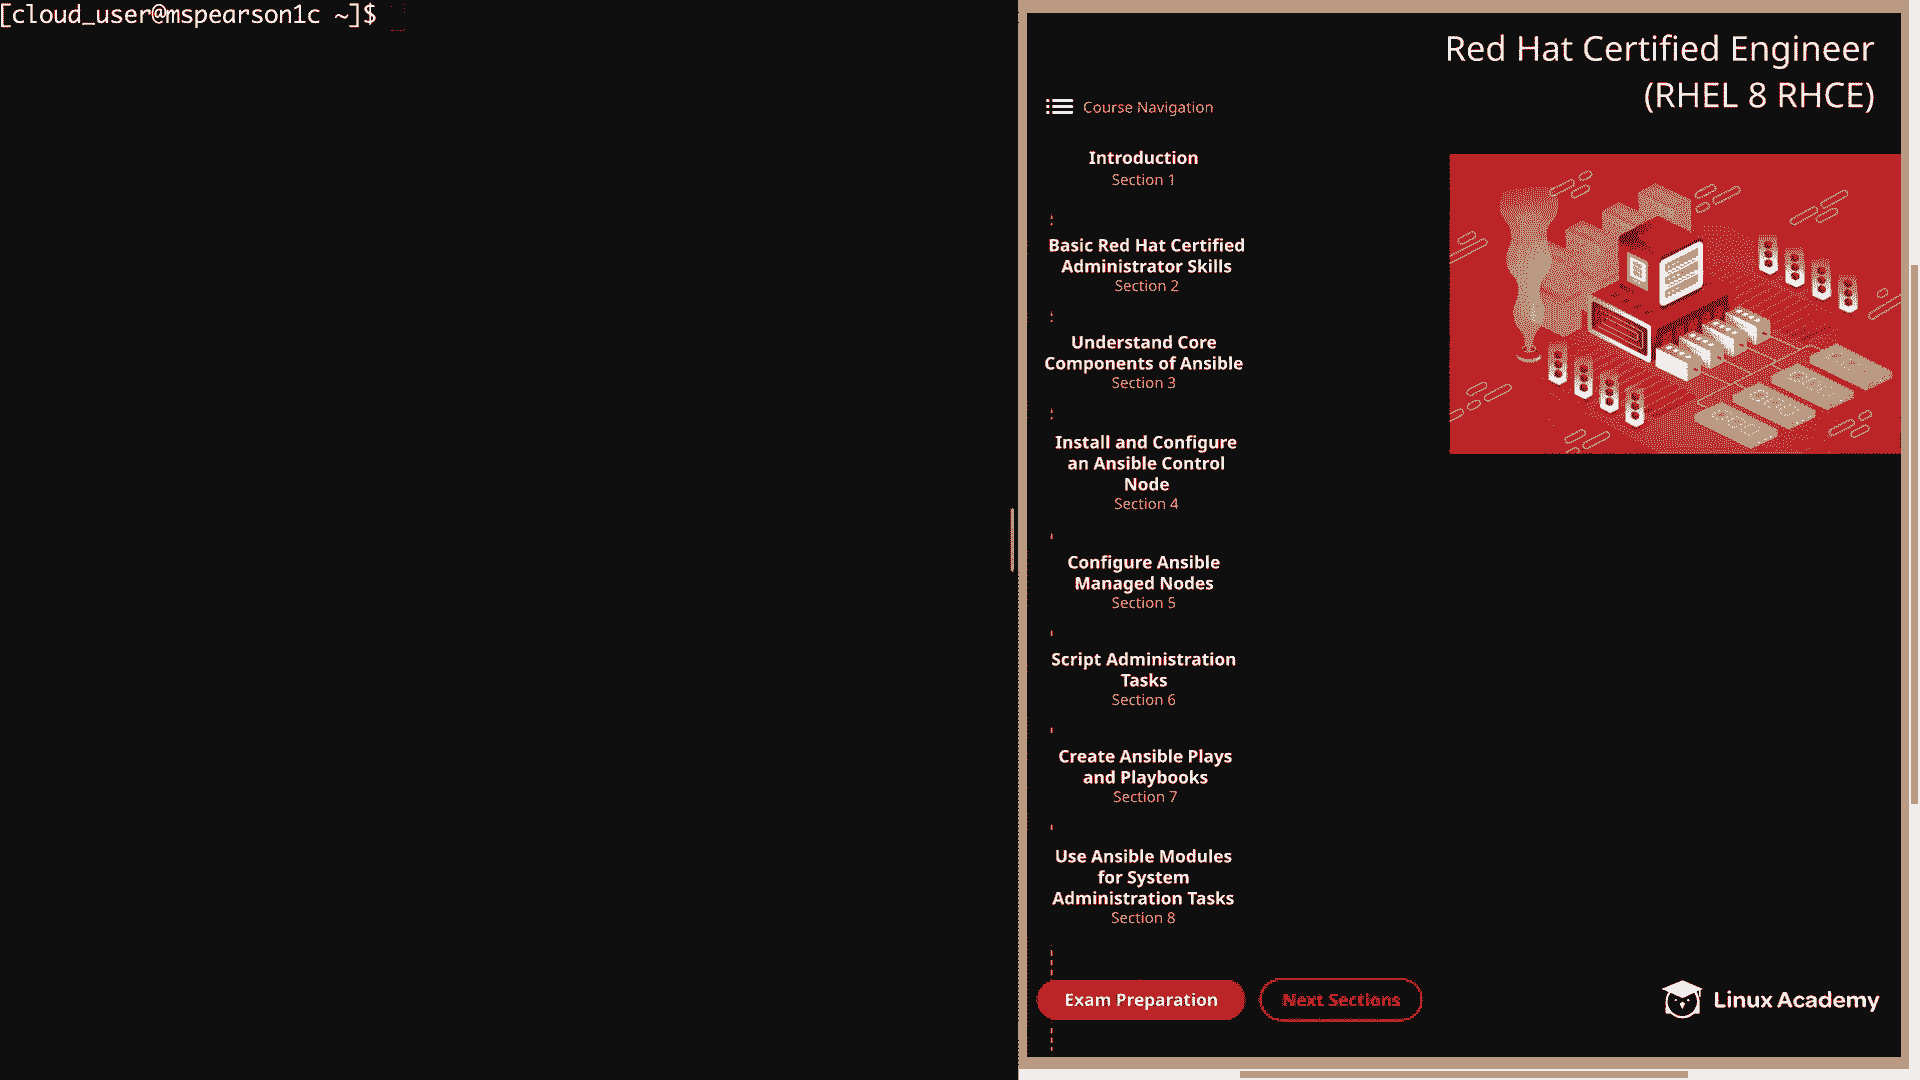 [cloud_user@mspearson1c ~]$
Red Hat Certified Engineer
(RHEL 8 RHCE)
Course Navigation
Introduction
Section 1
Basic Red Hat Certified
Administrator Skills
Section 2
Understand Core
Components of Ansible
Section 3
Install and Configure
an Ansible Control
Node
Section 4
Configure Ansible
Managed Nodes
Section 5
Script Administration
Tasks
Section 6
Create Ansible Plays
and Playbooks
Section 7
Use Ansible Modules
for System
Administration Tasks
Section 8
Exam Preparation
Next Sections
Linux Academy